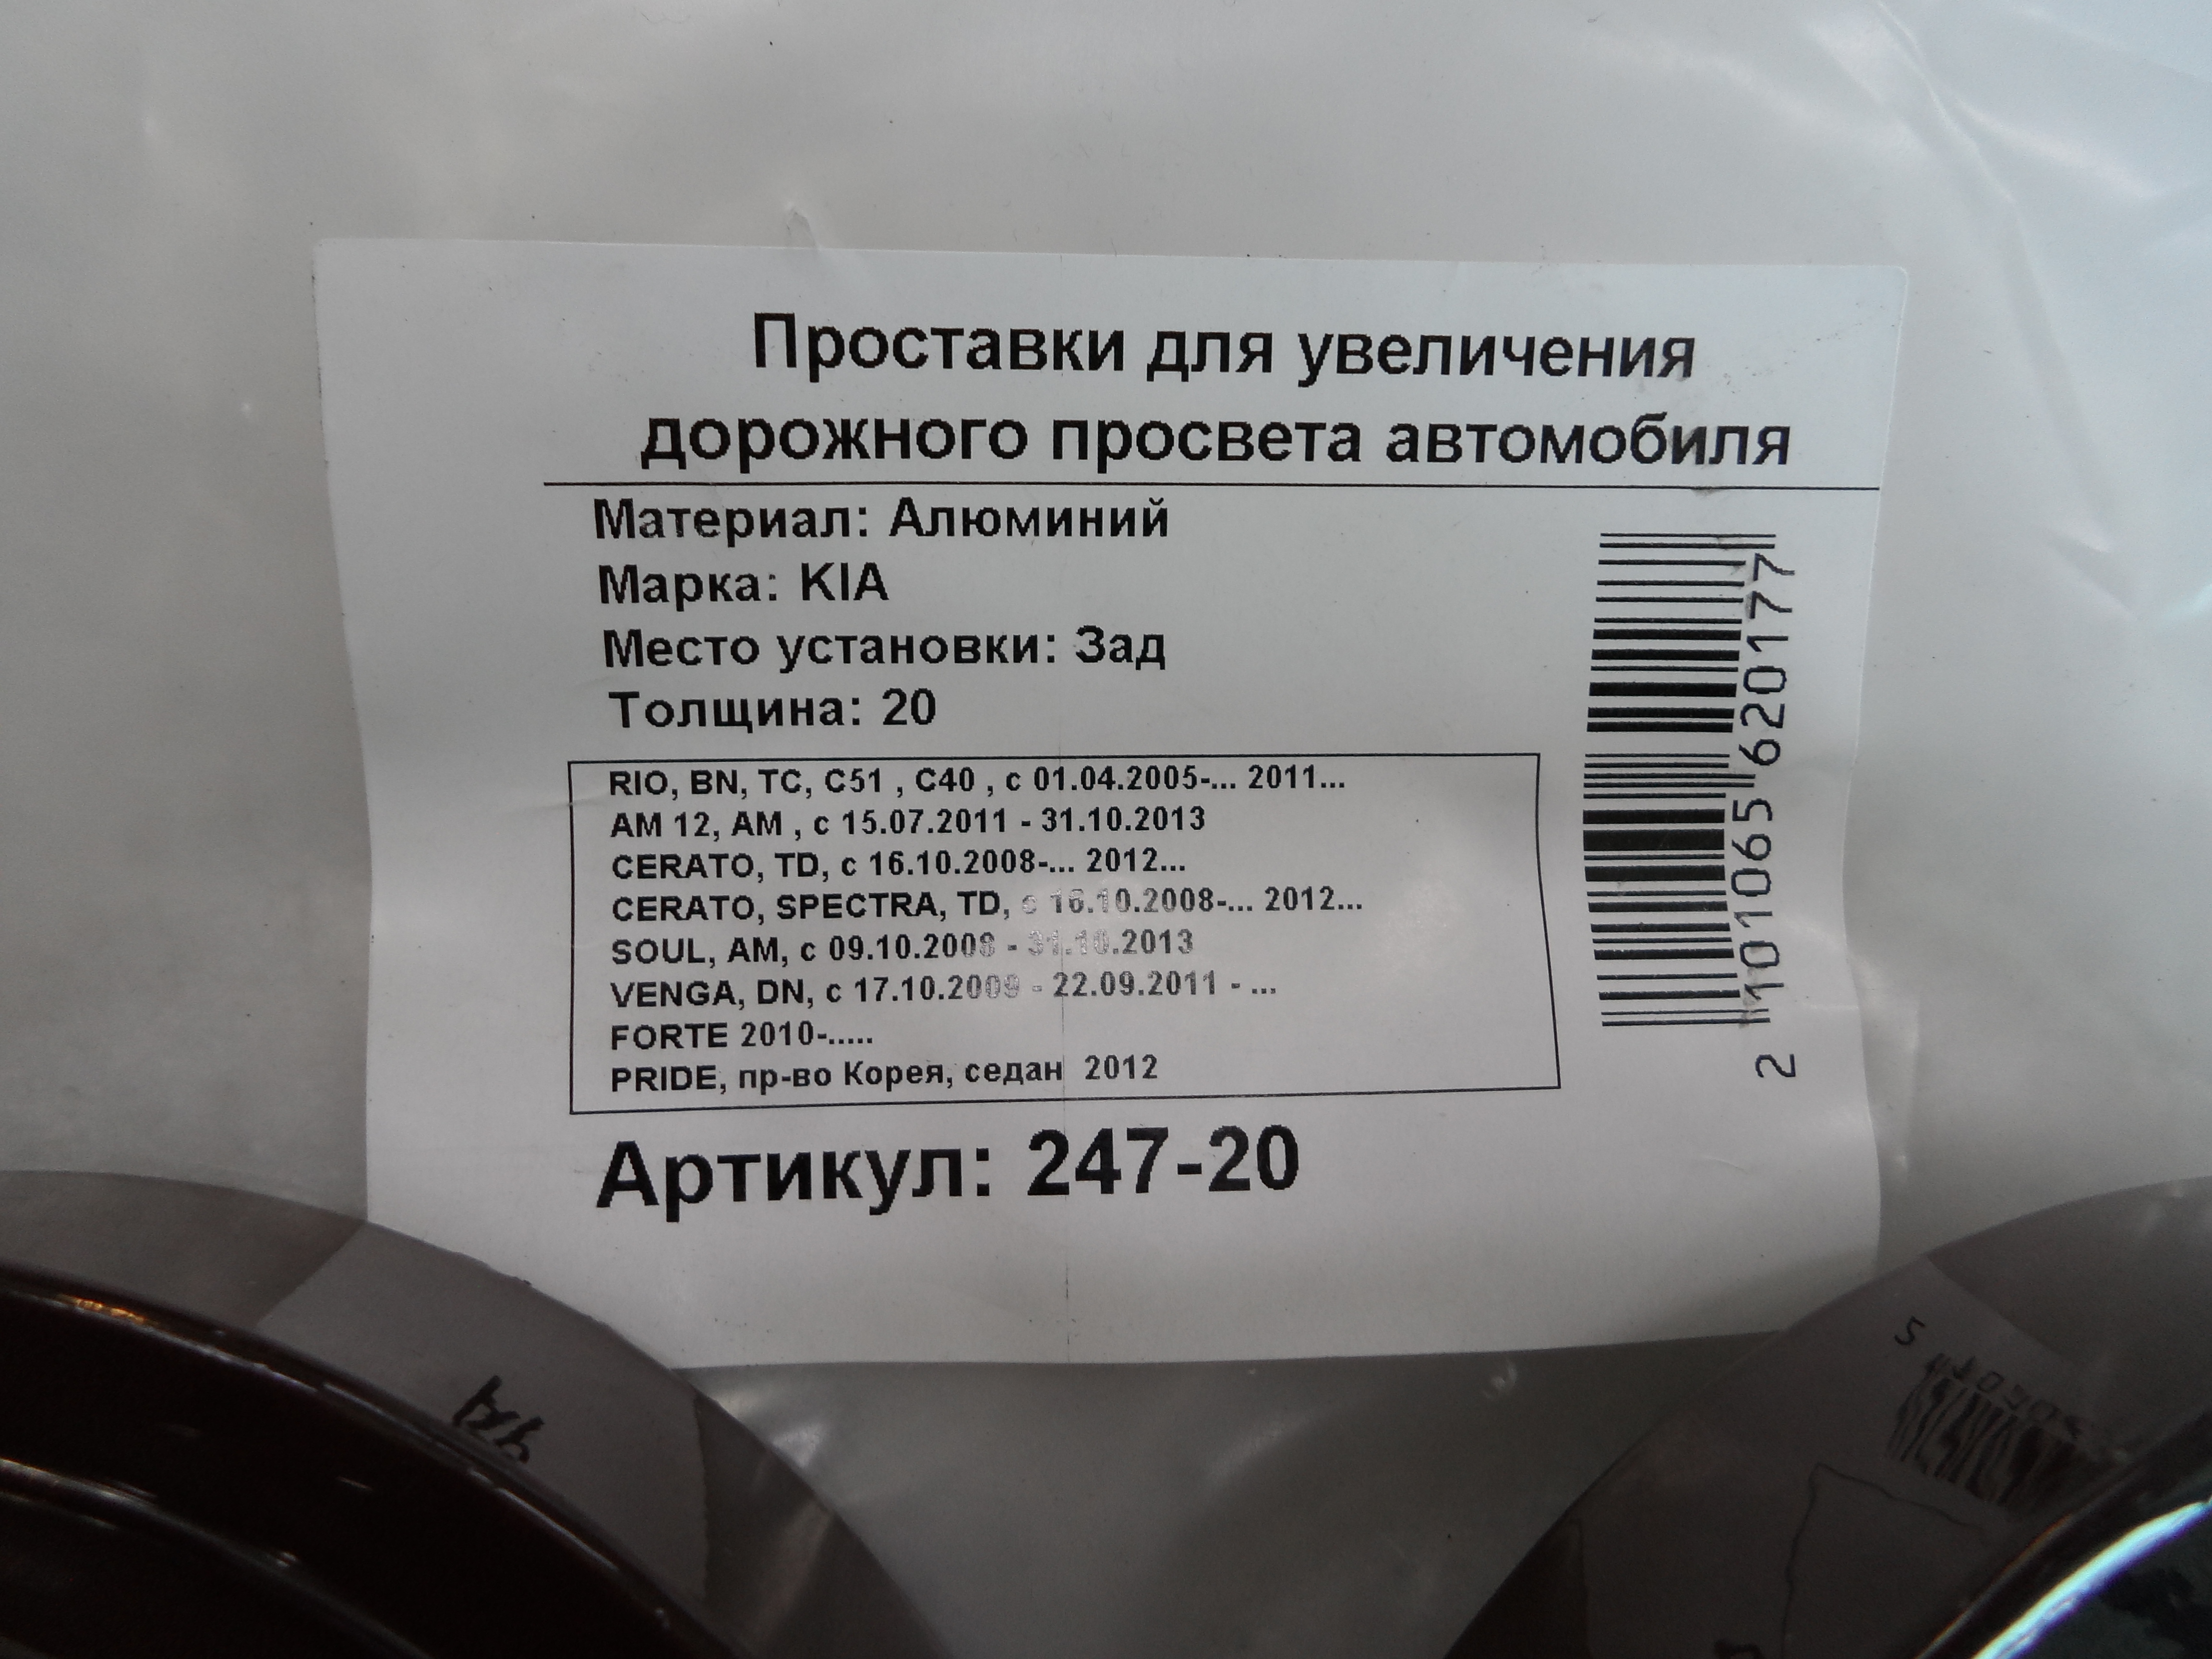 Проставки для увеличения
дорожного просвета автомобиля
Материал: Алюминий
Марка: KIA
Место установки: Зад
Толщина: 20
RIO, BN, TC, C51 , C40 , с 01.04.2005-... 2011...
AM 12, AM , с 15.07.2011 - 31.10.2013
CERATO, TD, с 16.10.2008-... 2012...
CERATO, SPECTRA, TD, с 16.10.2008-... 2012...
SOUL, AM, с 09.10.2008 - 31.10.2013
VENGA, DN, с 17.10.2009 - 22.09.2011 - ...
FORTE 2010-.....
PRIDE, пр-во Корея, седан 2012
Артикул: 247-20
2 101065 620177